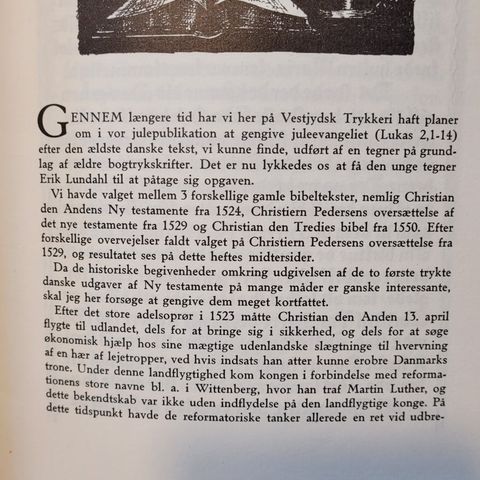 GENNEM længere tid har vi her på Vestjydsk Trykkeri haft planer
om i vor julepublikation at gengive juleevangeliet (Lukas 2,1-14)
efter den ældste danske tekst, vi kunne finde, udført af en tegner på grund-
lag af ældre bogtrykskrifter. Det er nu lykkedes os at få den unge tegner
Erik Lundahl til at påtage sig opgaven.
Vi havde valget mellem 3 forskellige gamle bibeltekster, nemlig Christian
den Andens Ny testamente fra 1524, Christiern Pedersens oversættelse af
det nye testamente fra 1529 og Christian den Tredies bibel fra 1550. Efter
forskellige overvejelser faldt valget på Christiern Pedersens oversættelse fra
1529, og resultatet ses på dette heftes midtersider.
Da de historiske begivenheder omkring udgivelsen af de to første trykte
danske udgaver af Ny testamente på mange måder er ganske interessante,
skal jeg her forsøge at gengive dem meget kortfattet.
Efter det store adelsoprør i 1523 måtte Christian den Anden 13. april
flygte til udlandet, dels for at bringe sig i sikkerhed, og dels for at søge
økonomisk hjælp hos sine mægtige udenlandske slægtninge til hvervning
af en hær af lejetropper, ved hvis indsats han atter kunne erobre Danmarks
trone. Under denne landflygtighed kom kongen i forbindelse med reforma-
tionens store navne bl. a. i Wittenberg, hvor han traf Martin Luther, og
dette bekendtskab var ikke uden indflydelse på den landflygtige konge. På
dette tidspunkt havde de reformatoriske tanker allerede en ret vid udbre-